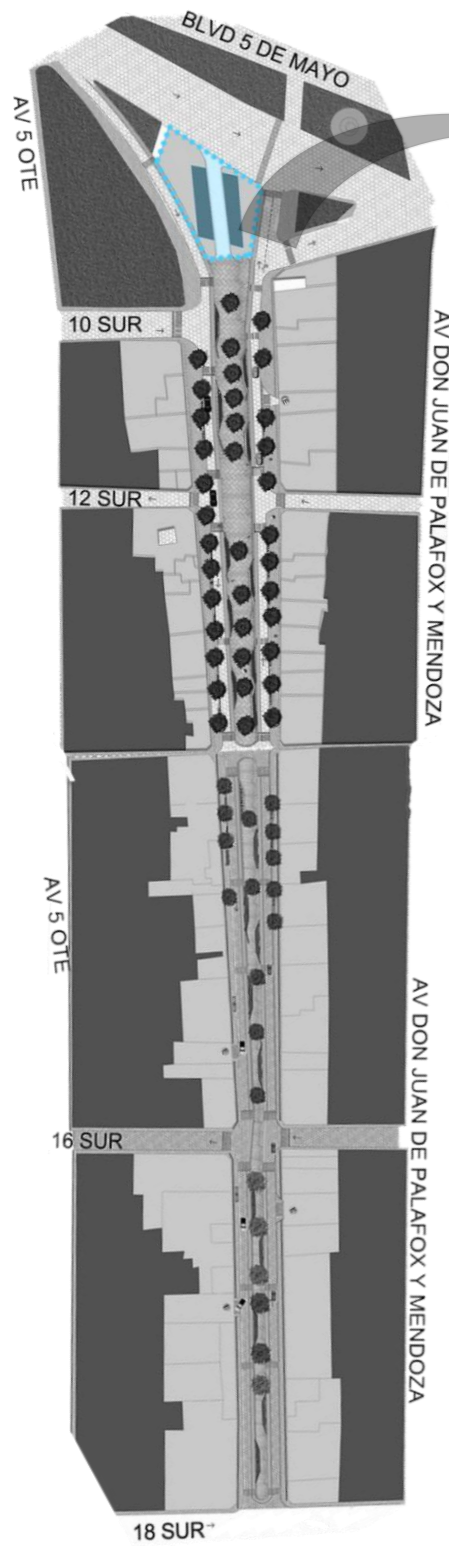 BLVD 5 DE MAYO
AV 5 OTE
10 SUR
AV DON JUAN DE PALAFOX Y MENDOZA
12 SUR
AV 5 OTE
AV DON JUAN DE PALAFOX Y MENDOZA
16 SUR
18 SUR